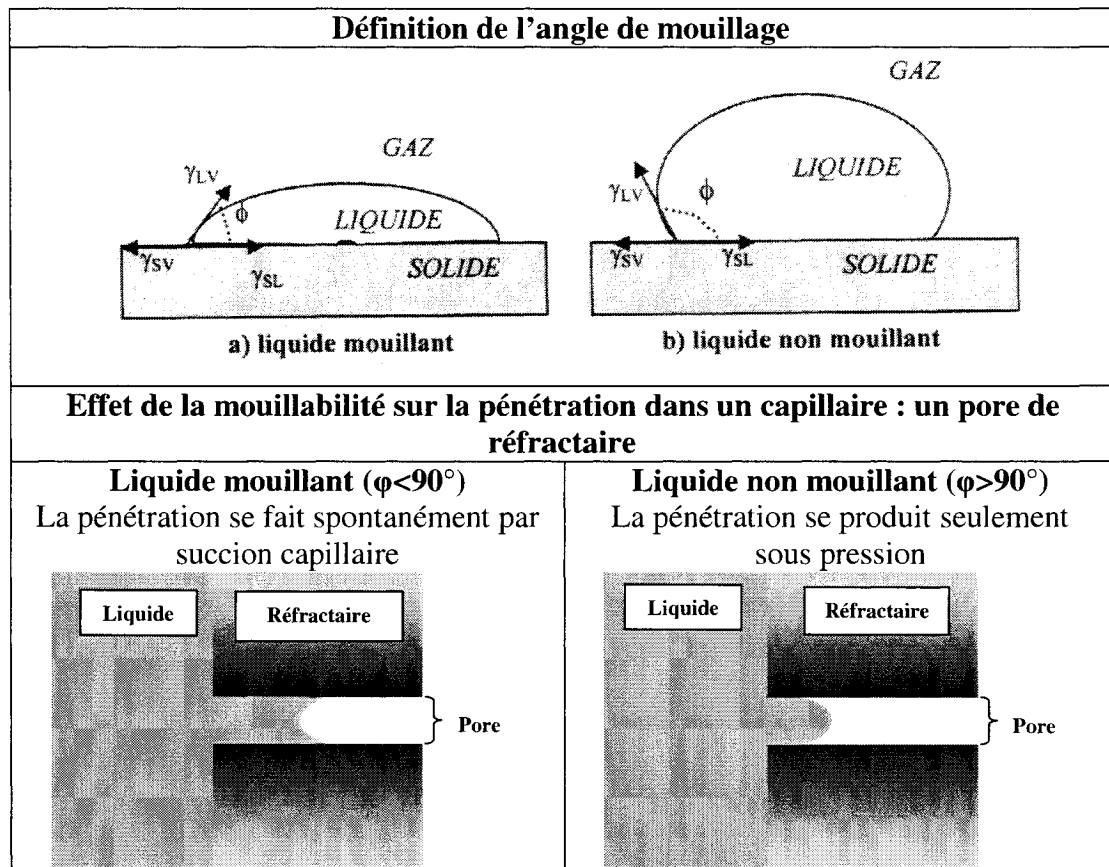 Définition de l'angle de mouillage
GAZ
γLV
ϕ
LIQUIDE
γSV
γSL
SOLIDE
a) liquide mouillant
GAZ
LIQUIDE
γLV
ϕ
γSV
γSL
SOLIDE
b) liquide non mouillant
Effet de la mouillabilité sur la pénétration dans un capillaire : un pore de
réfractaire
Liquide mouillant (φ<90°)
La pénétration se fait spontanément par
succion capillaire
Liquide
Réfractaire
Pore
Liquide non mouillant (φ>90°)
La pénétration se produit seulement
sous pression
Liquide
Réfractaire
Pore